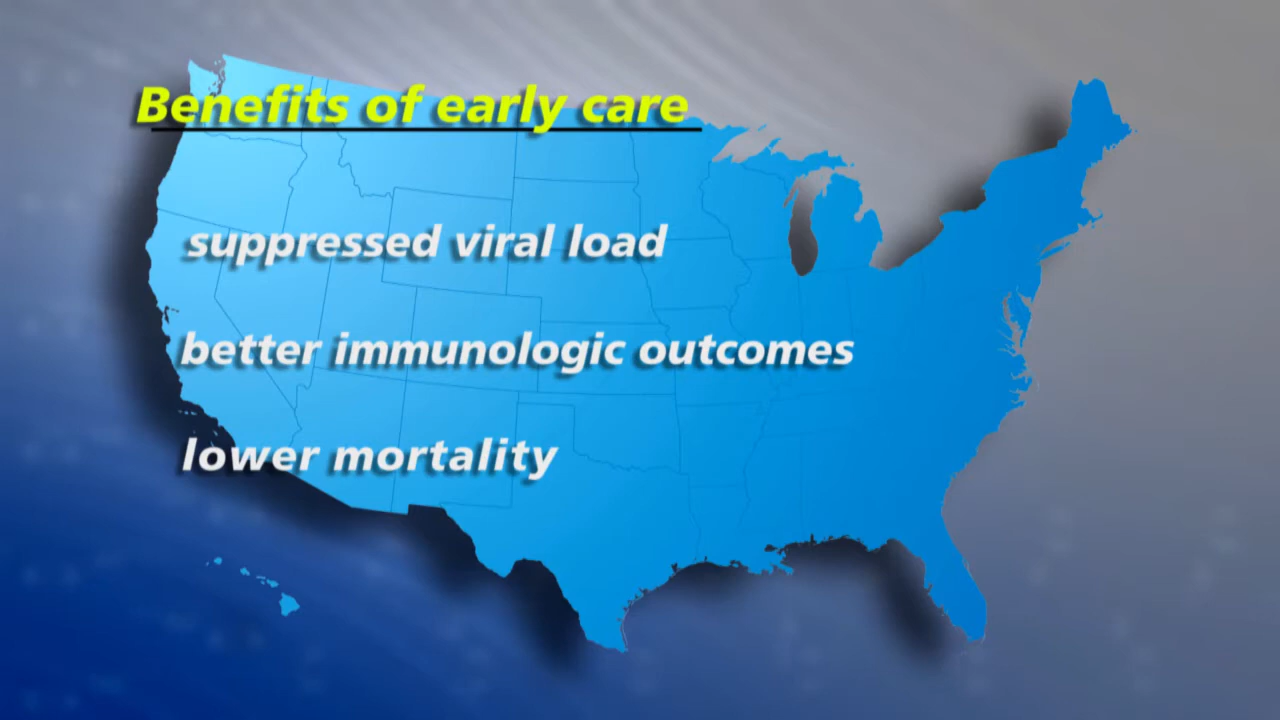 Benefits of early care
suppressed viral load
better immunologic outcomes
lower mortality